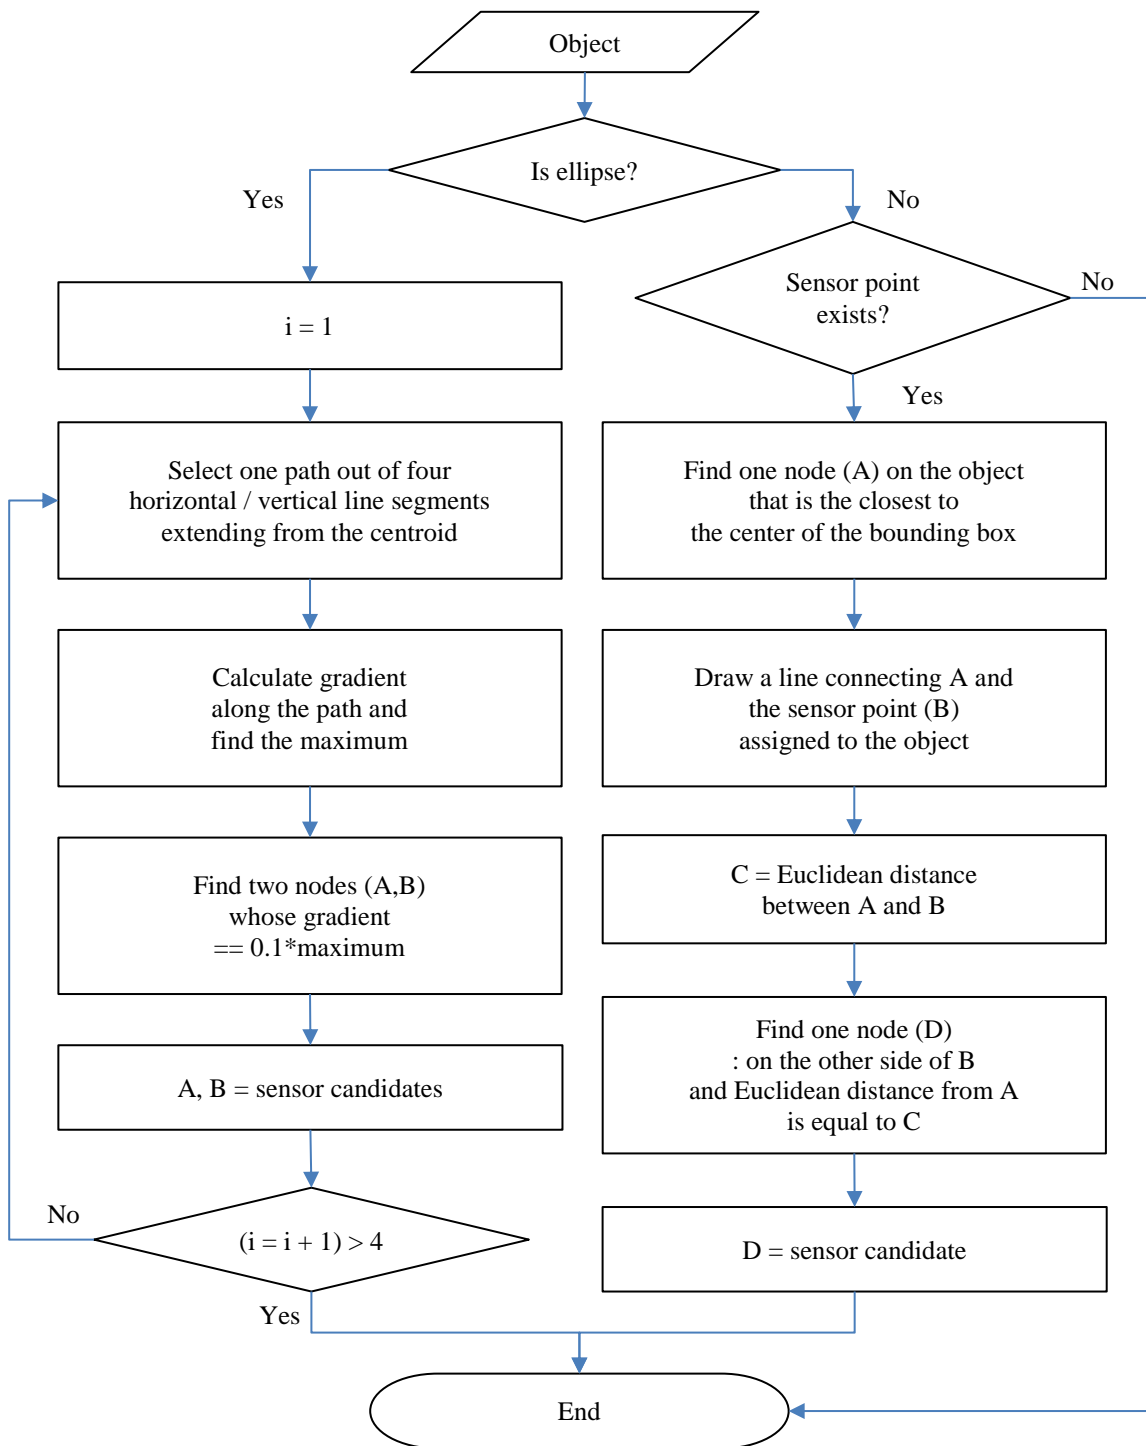 Object
Is ellipse?
Yes
No
i = 1
Sensor point
exists?
No
Yes
Select one path out of four
horizontal / vertical line segments
extending from the centroid
Find one node (A) on the object
that is the closest to
the center of the bounding box
Calculate gradient
along the path and
find the maximum
Draw a line connecting A and
the sensor point (B)
assigned to the object
Find two nodes (A,B)
whose gradient
== 0.1*maximum
C = Euclidean distance
between A and B
A, B = sensor candidates
Find one node (D)
: on the other side of B
and Euclidean distance from A
is equal to C
No
(i = i + 1) > 4
Yes
D = sensor candidate
End